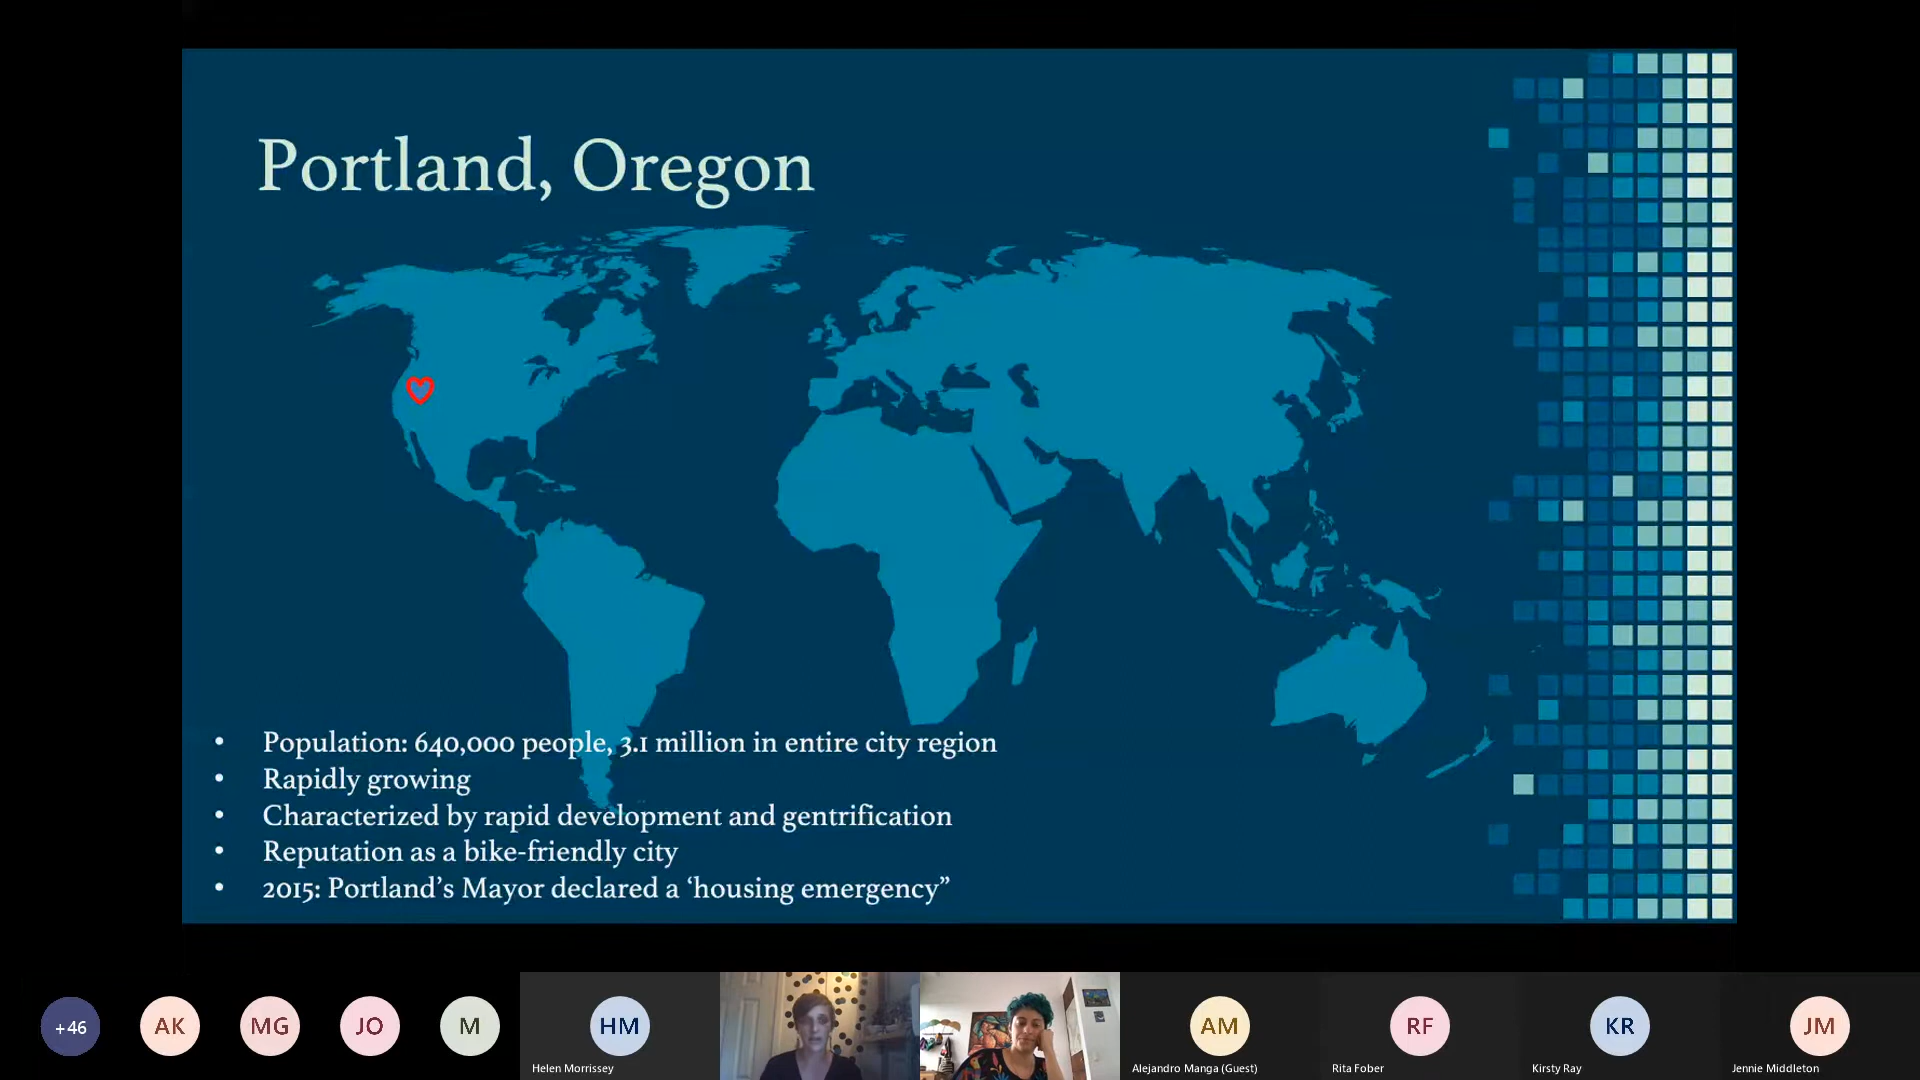 Portland, Oregon
• Population: 640,000 people, 3.1 million in entire city region
• Rapidly growing
• Characterized by rapid development and gentrification
• Reputation as a bike-friendly city
• 2015: Portland’s Mayor declared a ‘housing emergency”
+46
AK
MG
JO
M
HM
Helen Morrissey
AM
Alejandro Manga (Guest)
RF
Rita Fober
KR
Kirsty Ray
JM
Jennie Middleton